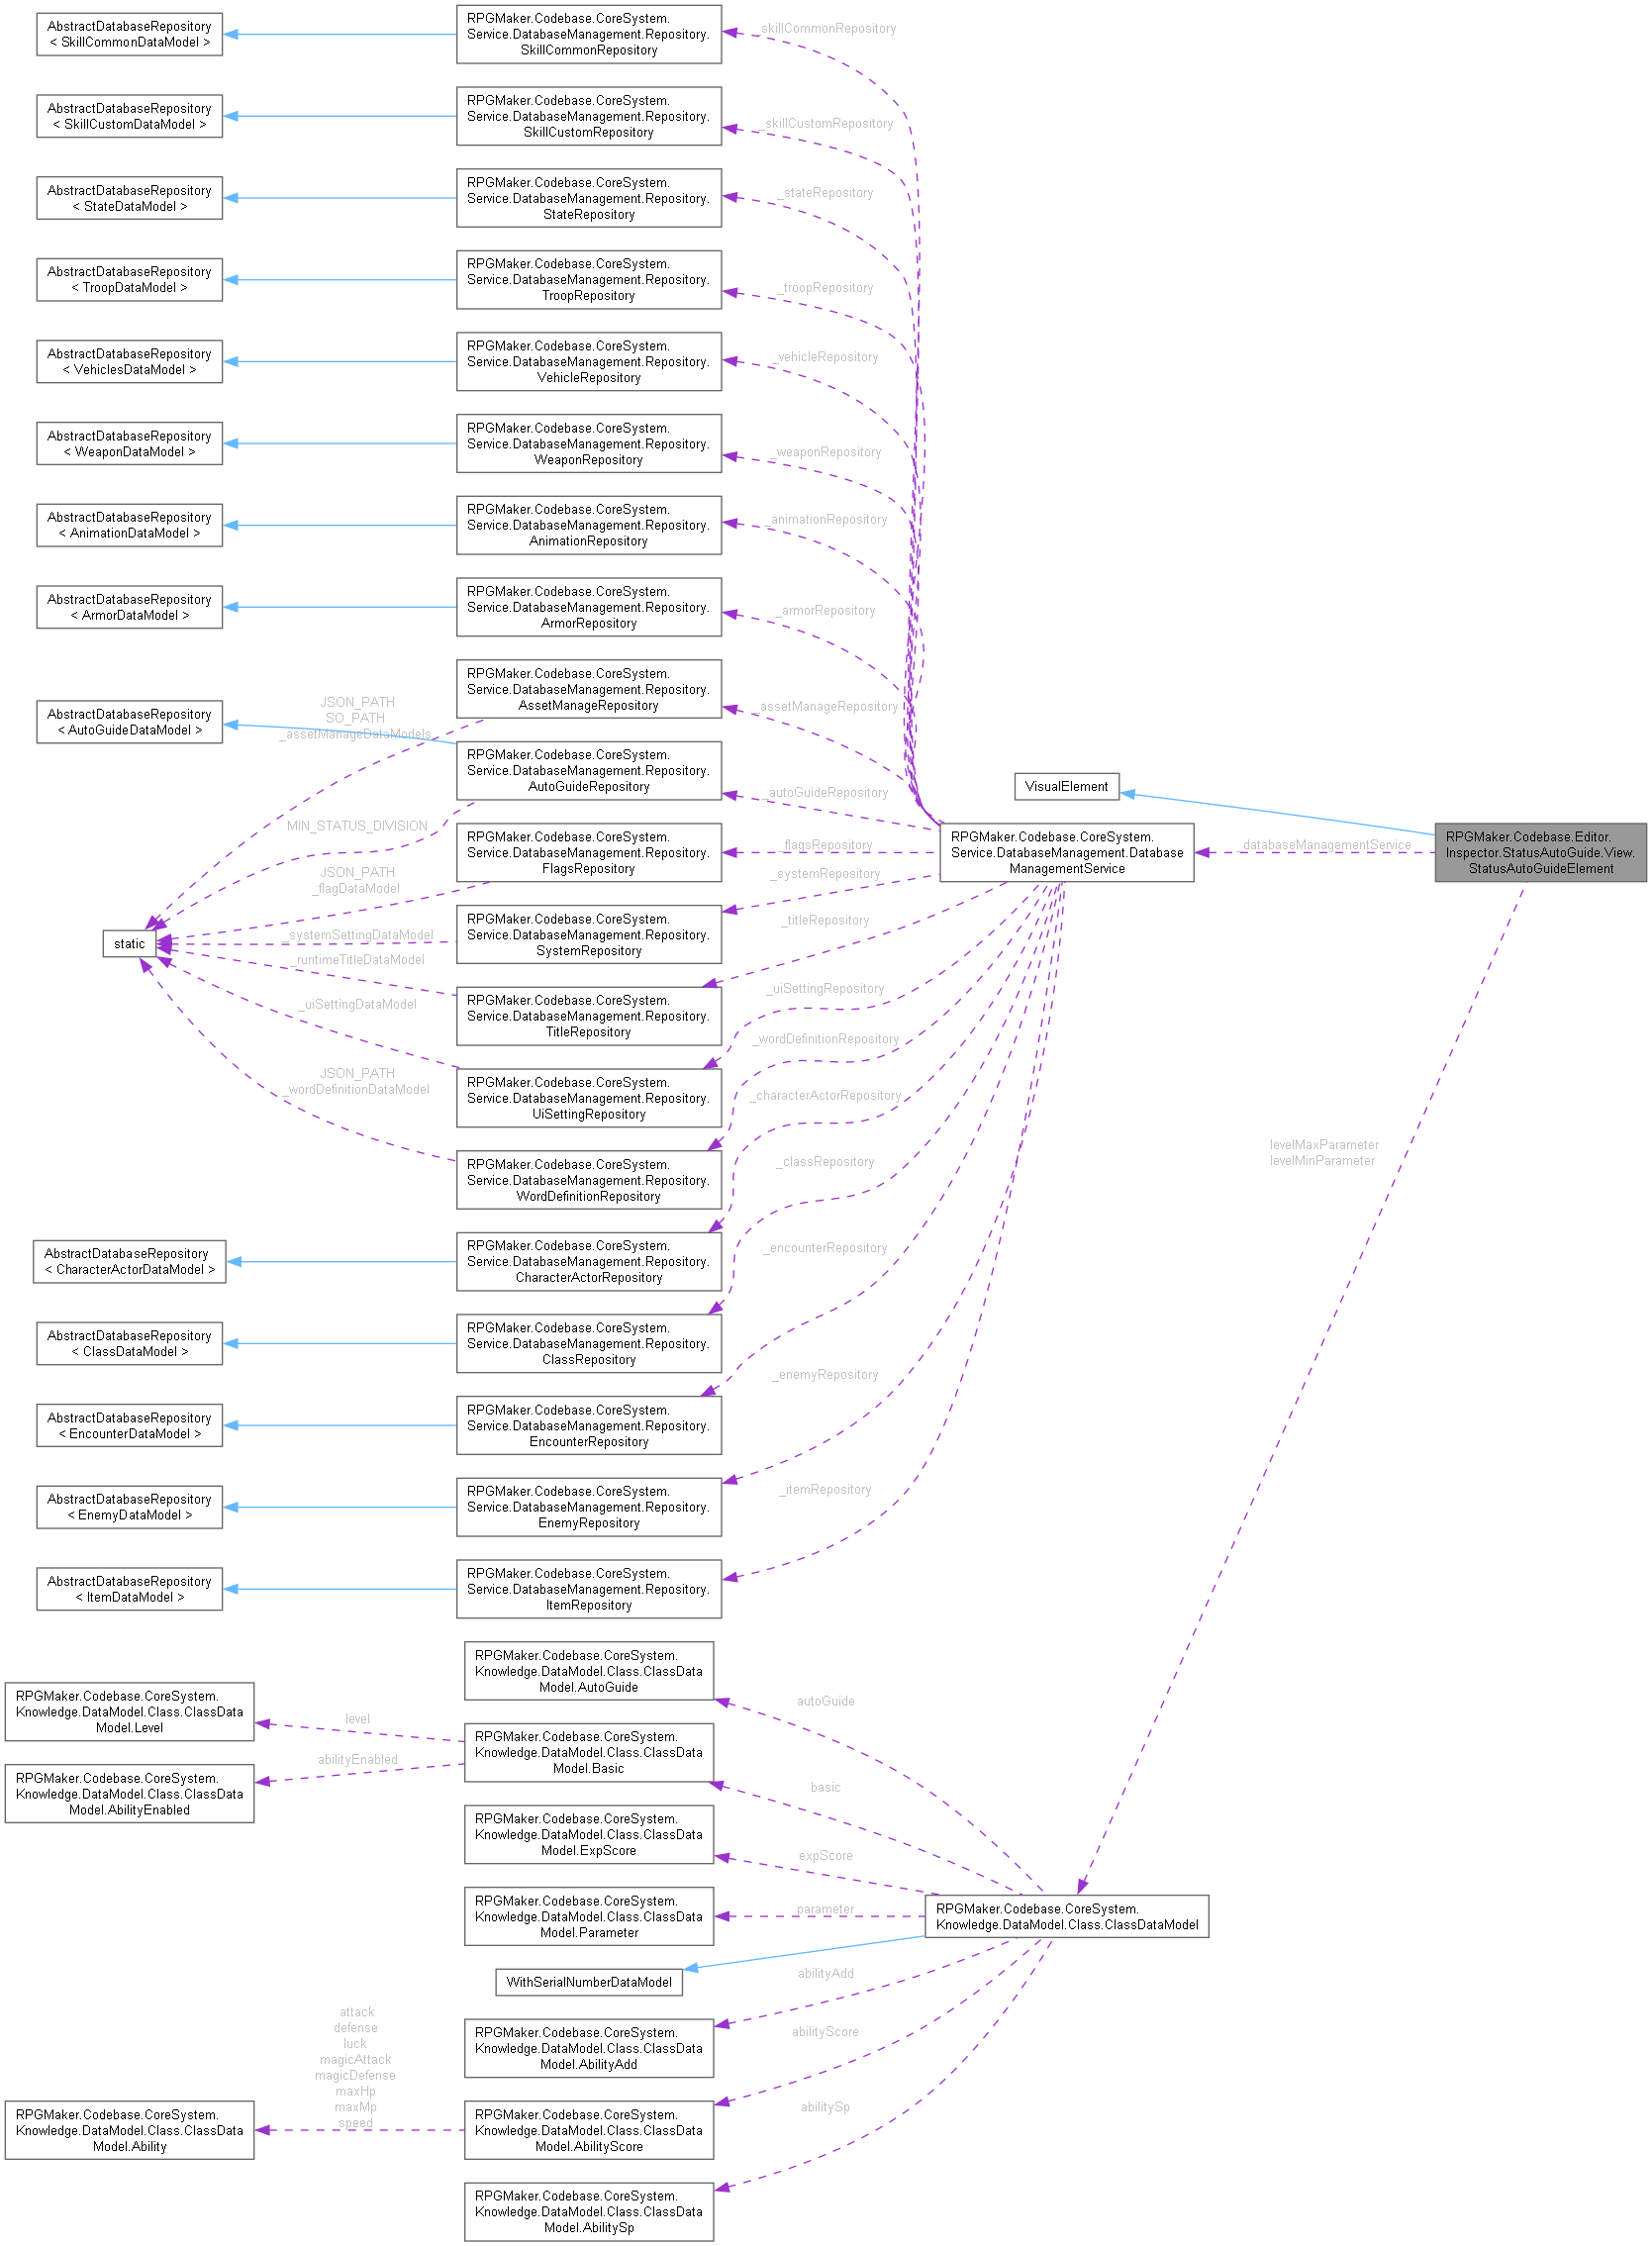 AbstractDatabaseRepository
< SkillCommonDataModel >
RPGMaker.Codebase.CoreSystem.
Service.DatabaseManagement.Repository.
SkillCommonRepository
_skillCommonRepository
AbstractDatabaseRepository
< SkillCustomDataModel >
RPGMaker.Codebase.CoreSystem.
Service.DatabaseManagement.Repository.
SkillCustomRepository
_skillCustomRepository
AbstractDatabaseRepository
< StateDataModel >
RPGMaker.Codebase.CoreSystem.
Service.DatabaseManagement.Repository.
StateRepository
_stateRepository
AbstractDatabaseRepository
< TroopDataModel >
RPGMaker.Codebase.CoreSystem.
Service.DatabaseManagement.Repository.
TroopRepository
_troopRepository
AbstractDatabaseRepository
< VehiclesDataModel >
RPGMaker.Codebase.CoreSystem.
Service.DatabaseManagement.Repository.
VehicleRepository
_vehicleRepository
AbstractDatabaseRepository
< WeaponDataModel >
RPGMaker.Codebase.CoreSystem.
Service.DatabaseManagement.Repository.
WeaponRepository
_weaponRepository
AbstractDatabaseRepository
< AnimationDataModel >
RPGMaker.Codebase.CoreSystem.
Service.DatabaseManagement.Repository.
AnimationRepository
_animationRepository
AbstractDatabaseRepository
< ArmorDataModel >
RPGMaker.Codebase.CoreSystem.
Service.DatabaseManagement.Repository.
ArmorRepository
_armorRepository
RPGMaker.Codebase.CoreSystem.
Service.DatabaseManagement.Repository.
AssetManageRepository
_assetManageRepository
JSON_PATH
SO_PATH
_assetManageDataModels
AbstractDatabaseRepository
< AutoGuideDataModel >
RPGMaker.Codebase.CoreSystem.
Service.DatabaseManagement.Repository.
AutoGuideRepository
_autoGuideRepository
MIN_STATUS_DIVISION
VisualElement
RPGMaker.Codebase.CoreSystem.
Service.DatabaseManagement.Repository.
FlagsRepository
_flagsRepository
RPGMaker.Codebase.CoreSystem.
Service.DatabaseManagement.Database
ManagementService
_databaseManagementService
RPGMaker.Codebase.Editor.
Inspector.StatusAutoGuide.View.
StatusAutoGuideElement
JSON_PATH
_flagDataModel
static
_systemSettingDataModel
RPGMaker.Codebase.CoreSystem.
Service.DatabaseManagement.Repository.
SystemRepository
_systemRepository
_runtimeTitleDataModel
RPGMaker.Codebase.CoreSystem.
Service.DatabaseManagement.Repository.
TitleRepository
_titleRepository
_uiSettingDataModel
RPGMaker.Codebase.CoreSystem.
Service.DatabaseManagement.Repository.
UiSettingRepository
_uiSettingRepository
JSON_PATH
_wordDefinitionDataModel
RPGMaker.Codebase.CoreSystem.
Service.DatabaseManagement.Repository.
WordDefinitionRepository
_wordDefinitionRepository
AbstractDatabaseRepository
< CharacterActorDataModel >
RPGMaker.Codebase.CoreSystem.
Service.DatabaseManagement.Repository.
CharacterActorRepository
_characterActorRepository
levelMaxParameter
levelMinParameter
AbstractDatabaseRepository
< ClassDataModel >
RPGMaker.Codebase.CoreSystem.
Service.DatabaseManagement.Repository.
ClassRepository
_classRepository
AbstractDatabaseRepository
< EncounterDataModel >
RPGMaker.Codebase.CoreSystem.
Service.DatabaseManagement.Repository.
EncounterRepository
_encounterRepository
AbstractDatabaseRepository
< EnemyDataModel >
RPGMaker.Codebase.CoreSystem.
Service.DatabaseManagement.Repository.
EnemyRepository
_enemyRepository
AbstractDatabaseRepository
< ItemDataModel >
RPGMaker.Codebase.CoreSystem.
Service.DatabaseManagement.Repository.
ItemRepository
_itemRepository
RPGMaker.Codebase.CoreSystem.
Knowledge.DataModel.Class.ClassData
Model.AutoGuide
autoGuide
RPGMaker.Codebase.CoreSystem.
Knowledge.DataModel.Class.ClassData
Model.Level
level
RPGMaker.Codebase.CoreSystem.
Knowledge.DataModel.Class.ClassData
Model.Basic
basic
RPGMaker.Codebase.CoreSystem.
Knowledge.DataModel.Class.ClassData
Model.AbilityEnabled
abilityEnabled
RPGMaker.Codebase.CoreSystem.
Knowledge.DataModel.Class.ClassData
Model.ExpScore
expScore
RPGMaker.Codebase.CoreSystem.
Knowledge.DataModel.Class.ClassData
Model.Parameter
parameter
RPGMaker.Codebase.CoreSystem.
Knowledge.DataModel.Class.ClassDataModel
WithSerialNumberDataModel
RPGMaker.Codebase.CoreSystem.
Knowledge.DataModel.Class.ClassData
Model.AbilityAdd
abilityAdd
attack
defense
luck
magicAttack
magicDefense
maxHp
maxMp
speed
RPGMaker.Codebase.CoreSystem.
Knowledge.DataModel.Class.ClassData
Model.Ability
RPGMaker.Codebase.CoreSystem.
Knowledge.DataModel.Class.ClassData
Model.AbilityScore
abilityScore
RPGMaker.Codebase.CoreSystem.
Knowledge.DataModel.Class.ClassData
Model.AbilitySp
abilitySp